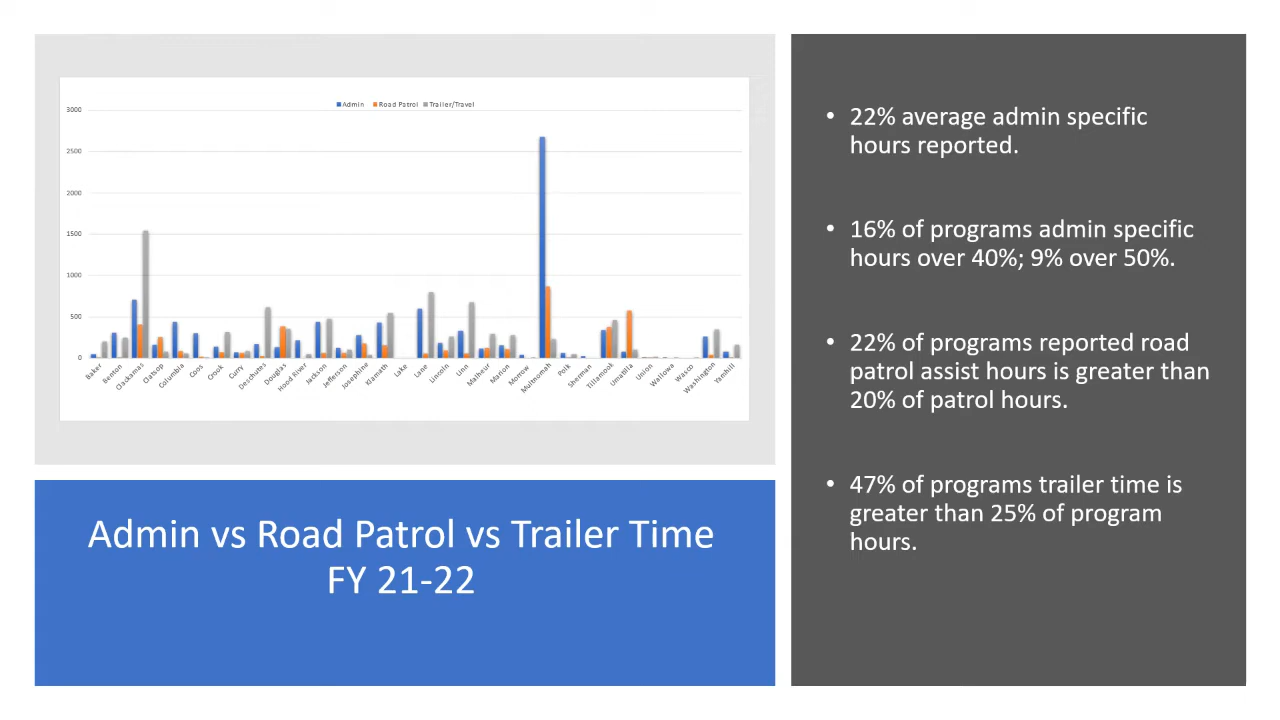 Admin Road Patrol Trailer/Travel
3000
2500
2000
1500
1000
500
0
Baker
Benton
Clackamas
Clatsop
Columbia
Coos
Crook
Curry
Deschutes
Douglas
Hood River
Jackson
Jefferson
Josephine
Klamath
Lake
Lane
Lincoln
Linn
Malheur
Marion
Morrow
Multnomah
Polk
Sherman
Tillamook
Umatilla
Union
Wallowa
Wasco
Washington
Yamhill
Admin vs Road Patrol vs Trailer Time
FY 21-22
• 22% average admin specific
hours reported.
• 16% of programs admin specific
hours over 40%; 9% over 50%.
• 22% of programs reported road
patrol assist hours is greater than
20% of patrol hours.
• 47% of programs trailer time is
greater than 25% of program
hours.